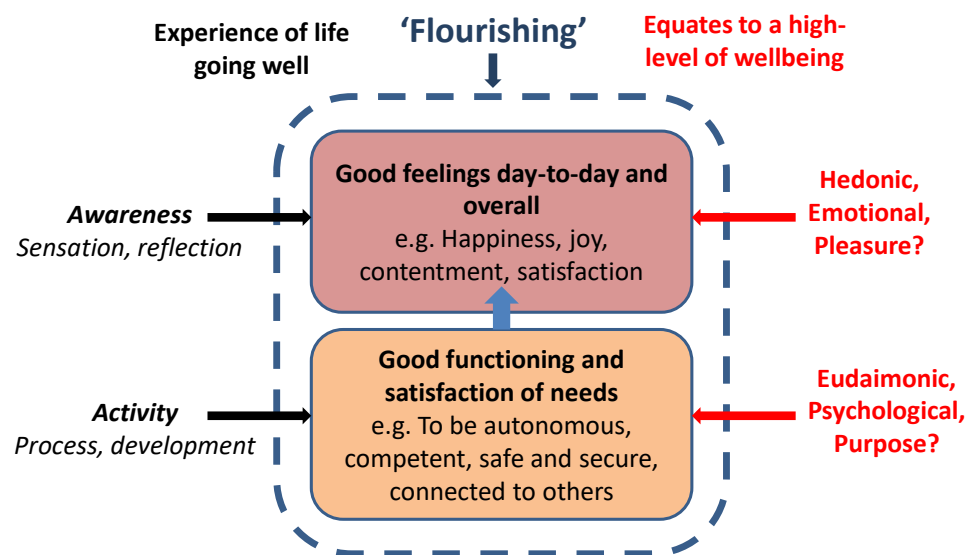 Experience of life
going well
‘Flourishing’
Equates to a high-
level of wellbeing
Good feelings day-to-day and
overall
e.g. Happiness, joy,
contentment, satisfaction
Awareness
Sensation, reflection
Hedonic,
Emotional,
Pleasure?
Good functioning and
satisfaction of needs
e.g. To be autonomous,
competent, safe and secure,
connected to others
Activity
Process, development
Eudaimonic,
Psychological,
Purpose?